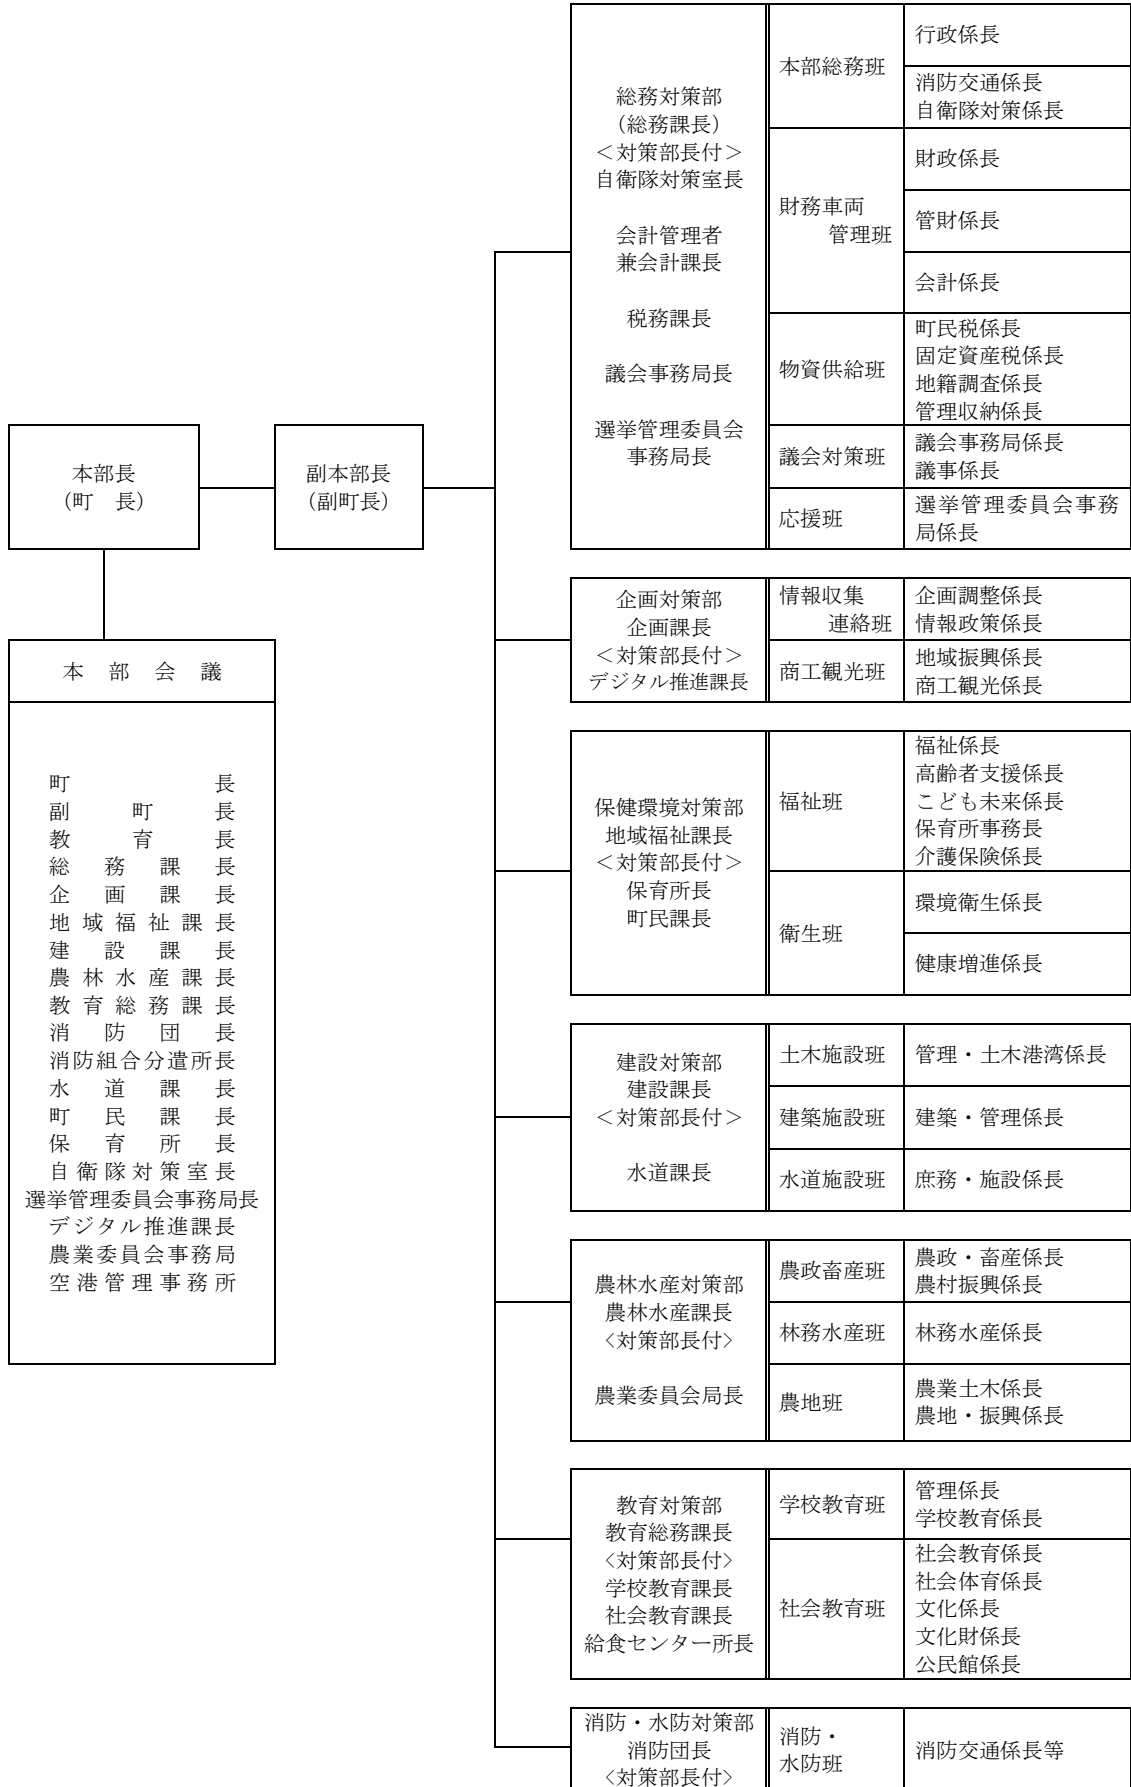 本部長
（町　長）
副本部長
（副町長）
本　部　会　議
町長
副町長
教育長
総務課長
企画課長
地域福祉課長
建設課長
農林水産課長
教育総務課長
消防団長
消防組合分遣所長
水道課長
町民課長
保育所長
自衛隊対策室長
選挙管理委員会事務局長
デジタル推進課長
農業委員会事務局
空港管理事務所
総務対策部
（総務課長）
＜対策部長付＞
自衛隊対策室長
会計管理者
兼会計課長
税務課長
議会事務局長
選挙管理委員会
事務局長
本部総務班
行政係長
消防交通係長
自衛隊対策係長
財務車両
管理班
財政係長
管財係長
会計係長
物資供給班
町民税係長
固定資産税係長
地籍調査係長
管理収納係長
議会対策班
議会事務局係長
議事係長
応援班
選挙管理委員会事務
局係長
企画対策部
企画課長
＜対策部長付＞
デジタル推進課長
情報収集
連絡班
企画調整係長
情報政策係長
商工観光班
地域振興係長
商工観光係長
保健環境対策部
地域福祉課長
＜対策部長付＞
保育所長
町民課長
福祉班
福祉係長
高齢者支援係長
こども未来係長
保育所事務長
介護保険係長
衛生班
環境衛生係長
健康増進係長
建設対策部
建設課長
＜対策部長付＞
水道課長
土木施設班
管理・土木港湾係長
建築施設班
建築・管理係長
水道施設班
庶務・施設係長
農林水産対策部
農林水産課長
〈対策部長付〉
農業委員会局長
農政畜産班
農政・畜産係長
農村振興係長
林務水産班
林務水産係長
農地班
農業土木係長
農地・振興係長
教育対策部
教育総務課長
〈対策部長付〉
学校教育課長
社会教育課長
給食センター所長
学校教育班
管理係長
学校教育係長
社会教育班
社会教育係長
社会体育係長
文化係長
文化財係長
公民館係長
消防・水防対策部
消防団長
〈対策部長付〉
消防・
水防班
消防交通係長等